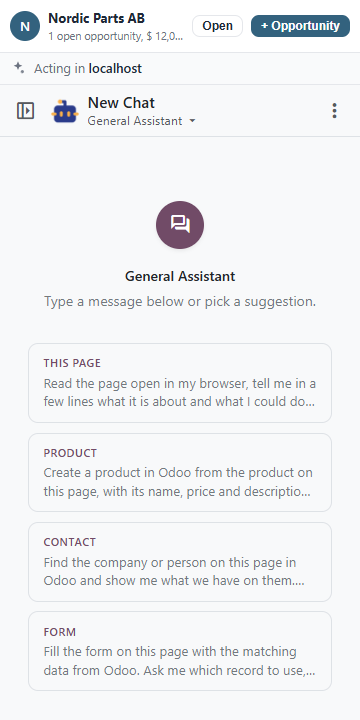 N
Nordic Parts AB
1 open opportunity, $ 12,0...
Open
+ Opportunity
Acting in localhost
New Chat
General Assistant
General Assistant
Type a message below or pick a suggestion.
THIS PAGE
Read the page open in my browser, tell me in a
few lines what it is about and what I could do...
PRODUCT
Create a product in Odoo from the product on
this page, with its name, price and descriptio...
CONTACT
Find the company or person on this page in
Odoo and show me what we have on them....
FORM
Fill the form on this page with the matching
data from Odoo. Ask me which record to use,...